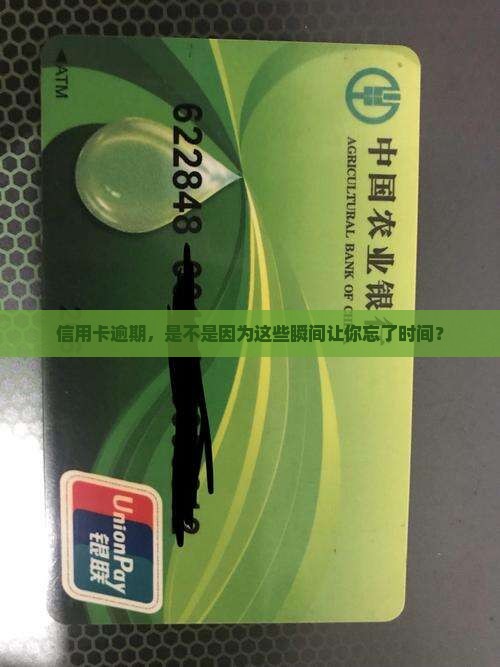 ATM
中国农业银
AGRICULTURAL BANK OF
622848
信用卡逾期，是不是因为这些瞬间让你忘了时间？
UnionPay
银联